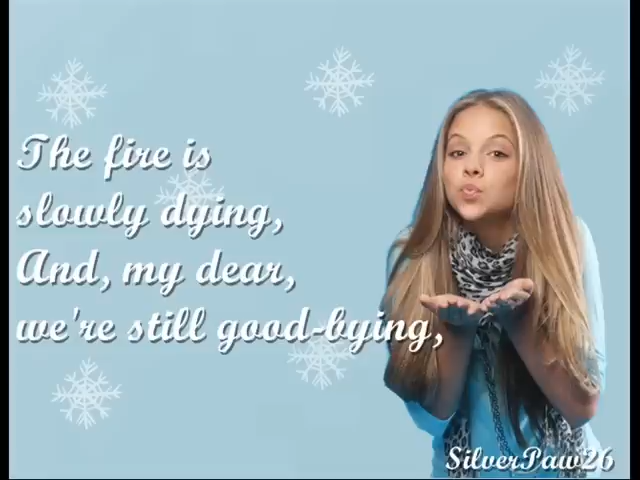 The fire is
slowly dying,
And, my dear,
we're still good-bying,
SilverPaw26